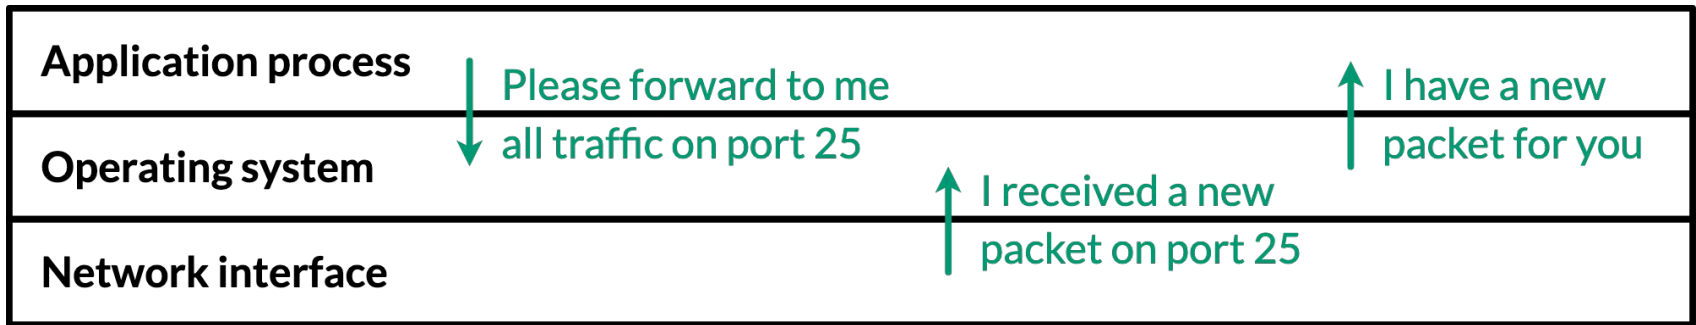 Application process
Please forward to me
all traffic on port 25
I have a new
packet for you
Operating system
I received a new
packet on port 25
Network interface